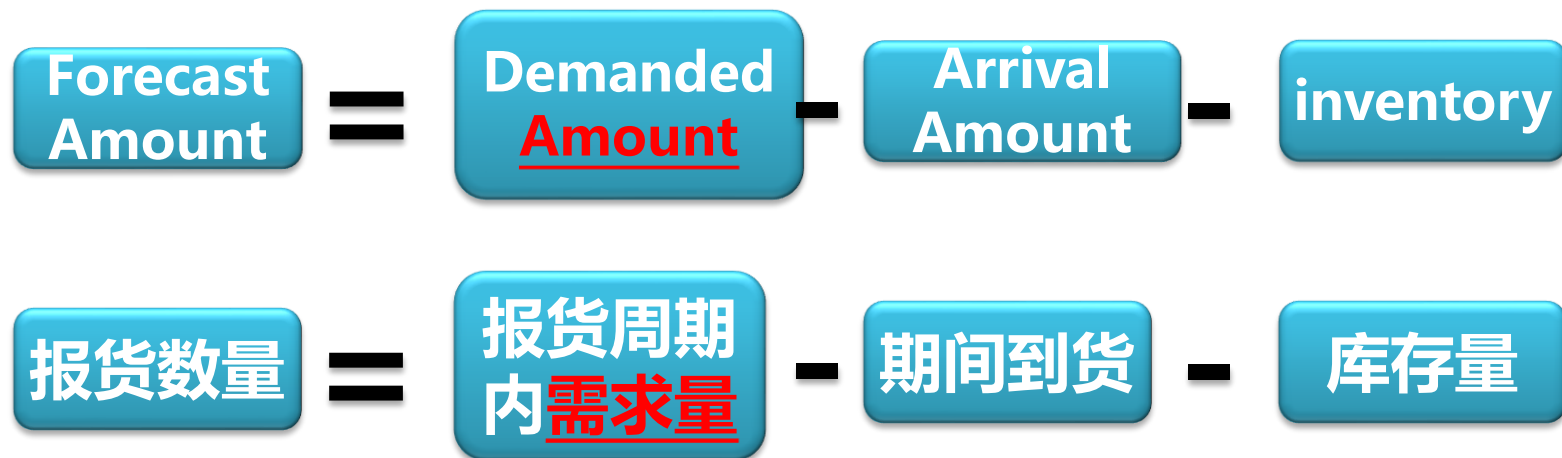 Forecast
Amount
=
Demanded
Amount
-
Arrival
Amount
-
inventory
报货数量
=
报货周期
内需求量
-
期间到货
-
库存量